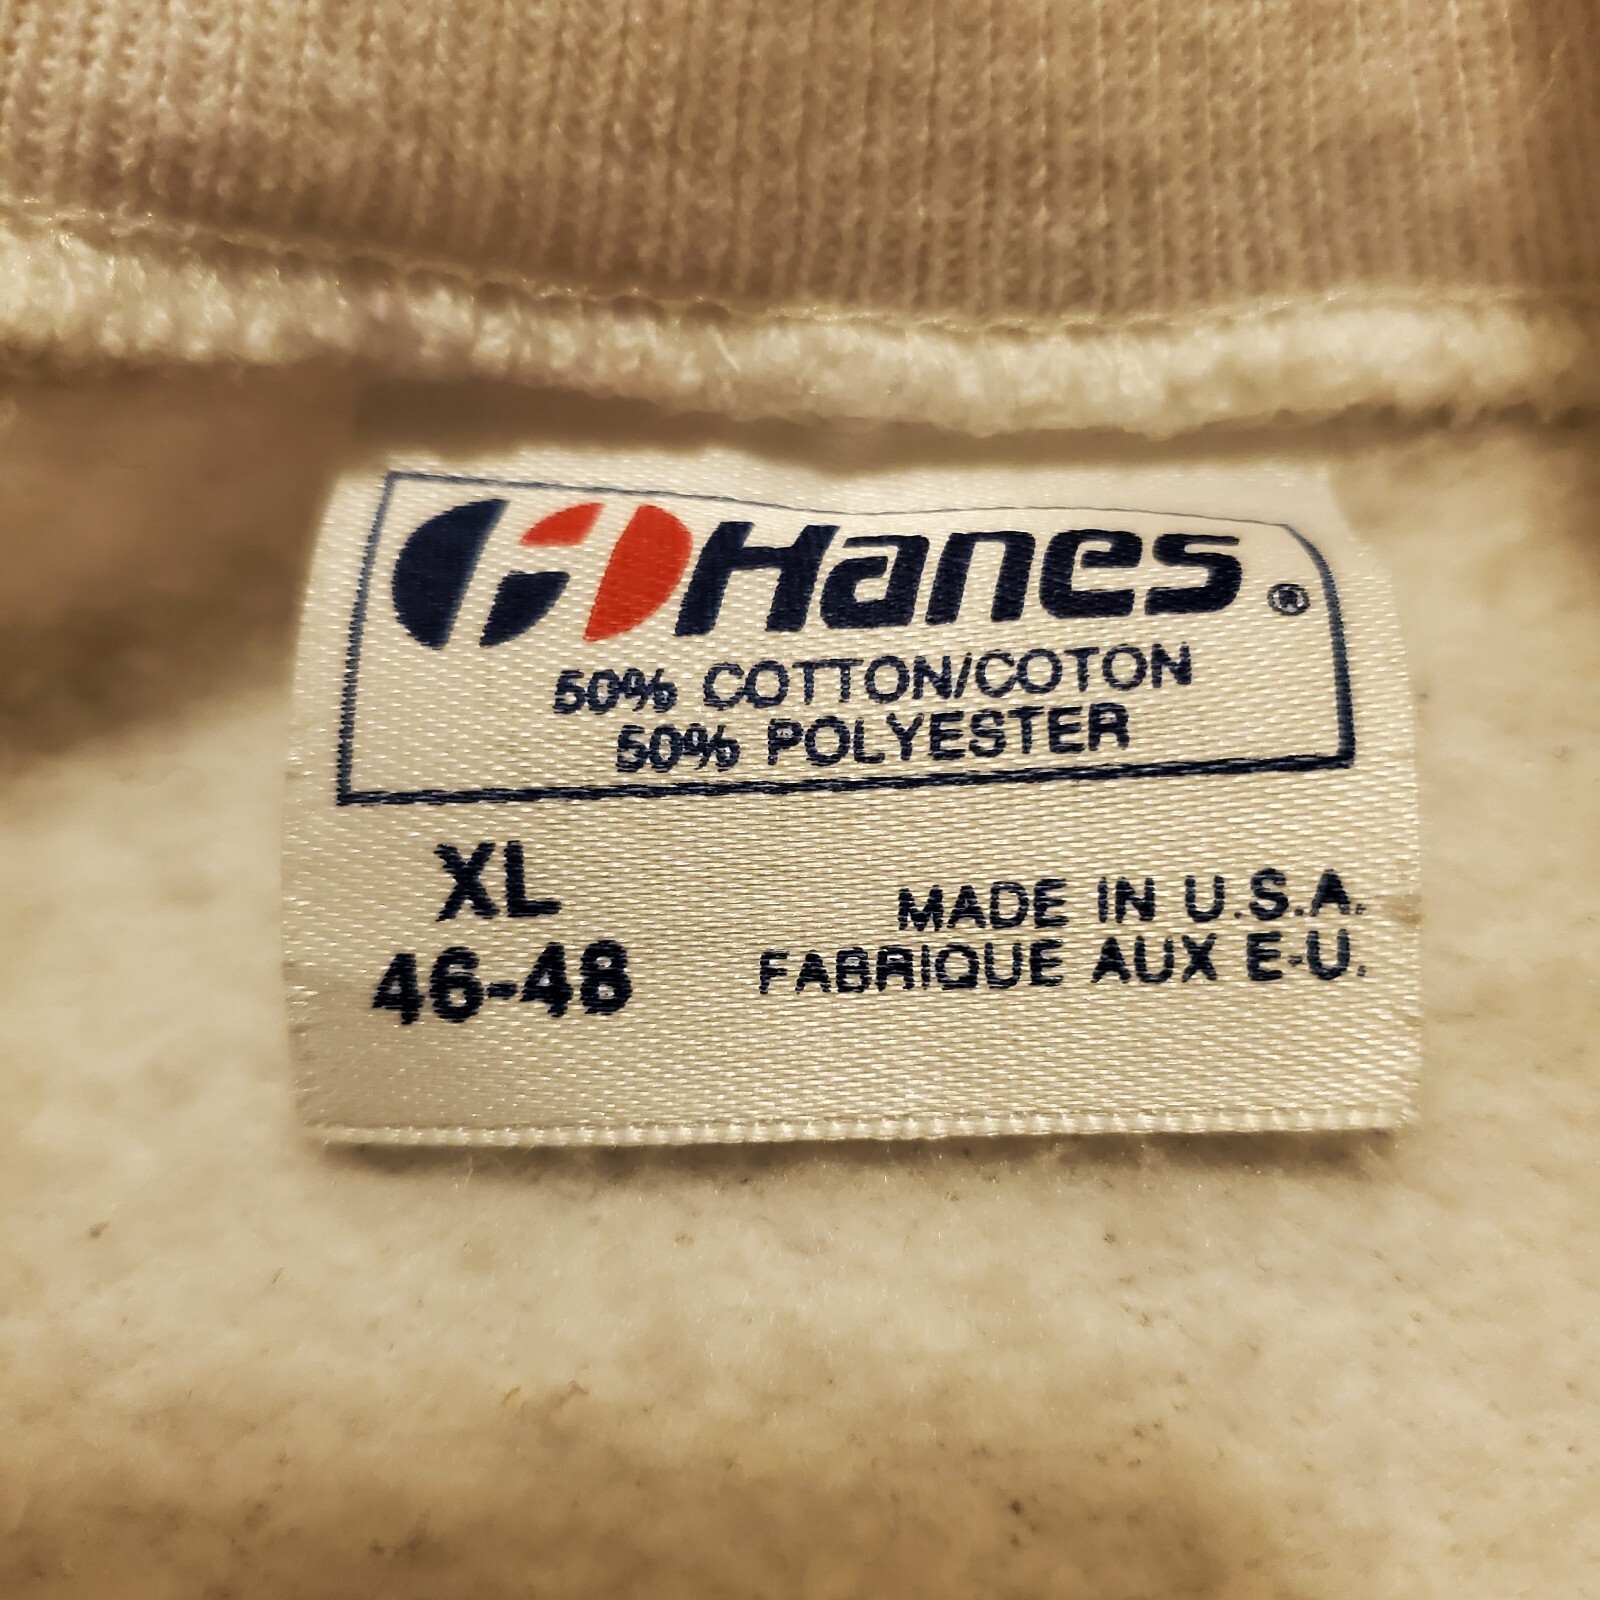 Hanes ®
50% COTTON/COTON
50% POLYESTER
XL
46-48
MADE IN U.S.A.
FABRIQUE AUX E-U.